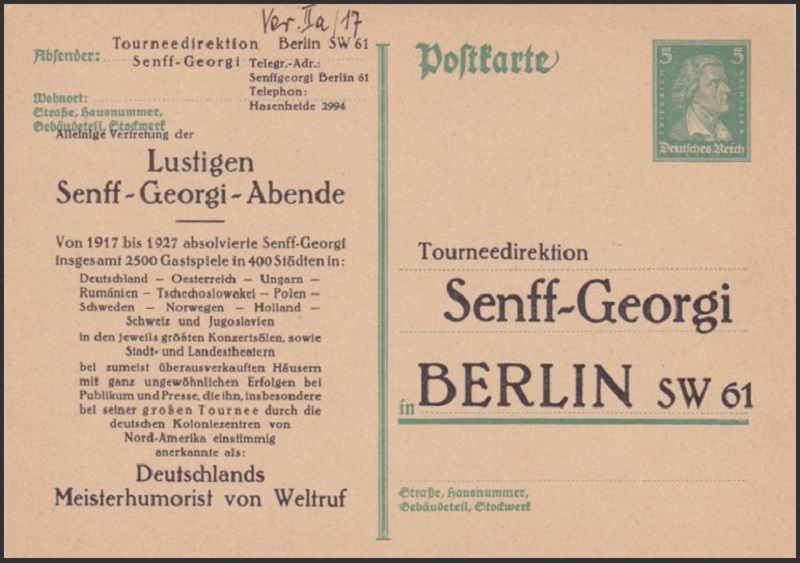 Ver. IIa/17
Absender:
Tourneedirektion
Senff-Georgi
Berlin SW 61
Telegr.-Adr.:
Senffgeorgi Berlin 61
Telephon:
Hasenheide 2994
Wohnort:
Straße, Hausnummer,
Gebäudeteil, Stockwerk
Alleinige Vertretung der
Lustigen
Senff-Georgi-Abende
Von 1917 bis 1927 absolvierte Senff-Georgi
insgesamt 2500 Gastspiele in 400 Städten in:
Deutschland – Oesterreich – Ungarn –
Rumänien – Tschechoslowakei – Polen –
Schweden – Norwegen – Holland –
Schweiz und Jugoslavien
in den jeweils größten Konzertsälen, sowie
Stadt- und Landestheatern
bei zumeist überausverkauften Häusern
mit ganz ungewöhnlichen Erfolgen bei
Publikum und Presse, die ihn, insbesondere
bei seiner großen Tournee durch die
deutschen Koloniezentren von
Nord-Amerika einstimmig
anerkannte als:
Deutschlands
Meisterhumorist von Weltruf
Postkarte
5 5
FRIEDRICH SCHILLER
Deutsches Reich
Tourneedirektion
Senff-Georgi
in BERLIN SW 61
Straße, Hausnummer,
Gebäudeteil, Stockwerk